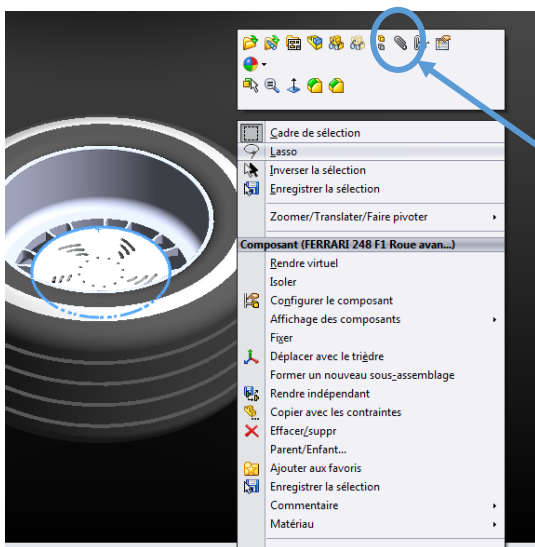 Cadre de sélection
Lasso
Inverser la sélection
Enregistrer la sélection
Zoomer/Translater/Faire pivoter
Composant (FERRARI 248 F1 Roue avan...)
Rendre virtuel
Isoler
Configurer le composant
Affichage des composants
Fixer
Déplacer avec le trièdre
Former un nouveau sous-assemblage
Rendre indépendant
Copier avec les contraintes
Effacer/suppr
Parent/Enfant...
Ajouter aux favoris
Enregistrer la sélection
Commentaire
Matériau